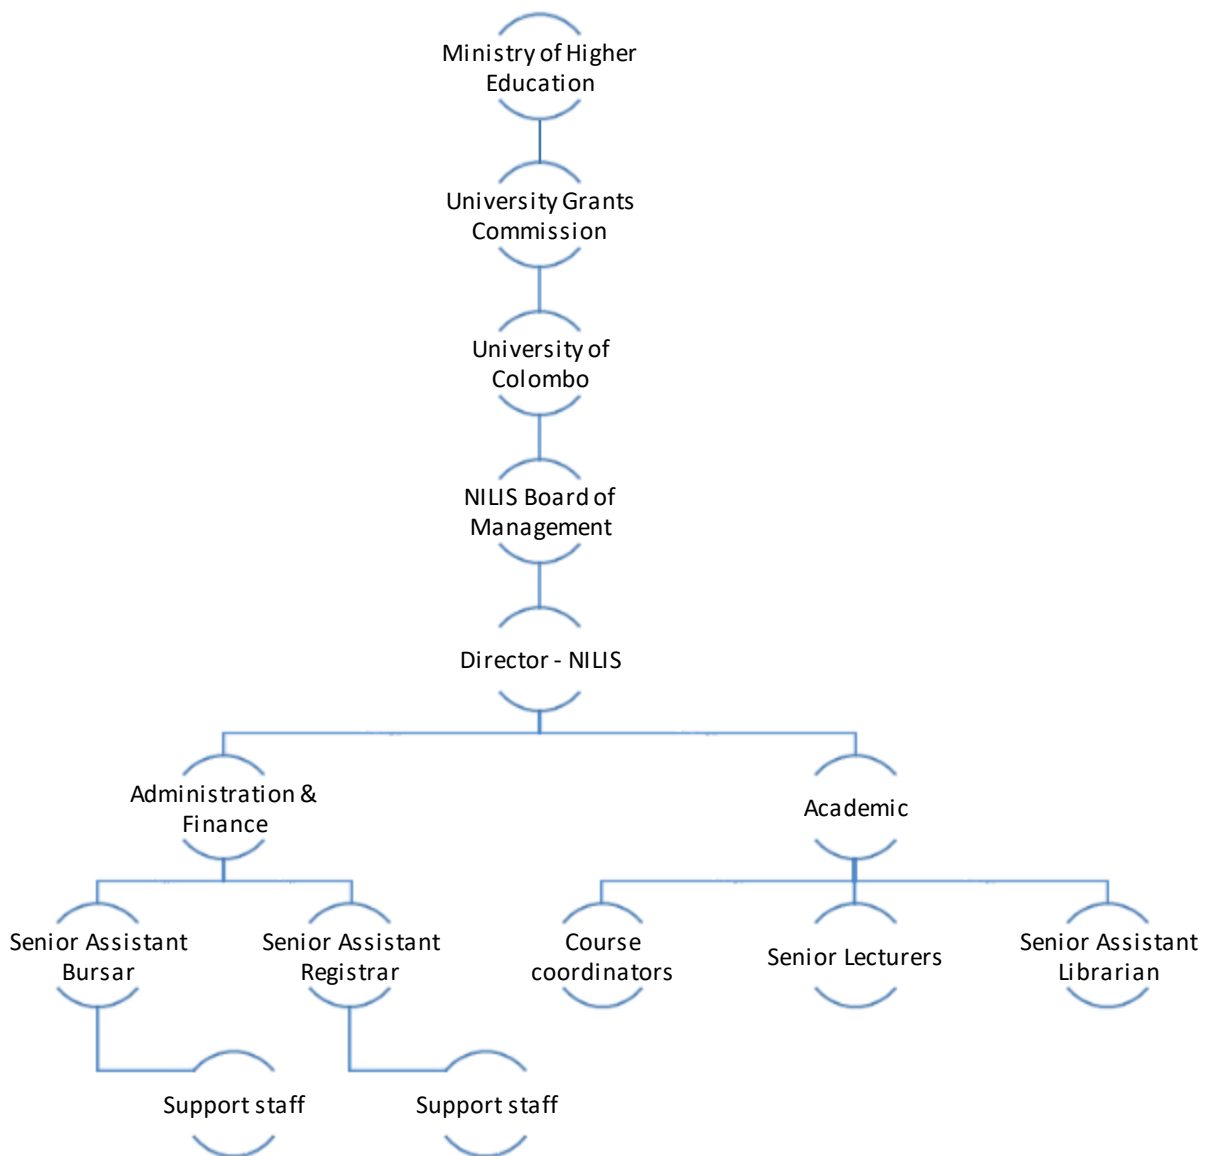 Ministry of Higher
Education
University Grants
Commission
University of
Colombo
NILIS Board of
Management
Director - NILIS
Administration &
Finance
Academic
Senior Assistant
Bursar
Senior Assistant
Registrar
Course
coordinators
Senior Lecturers
Senior Assistant
Librarian
Support staff
Support staff